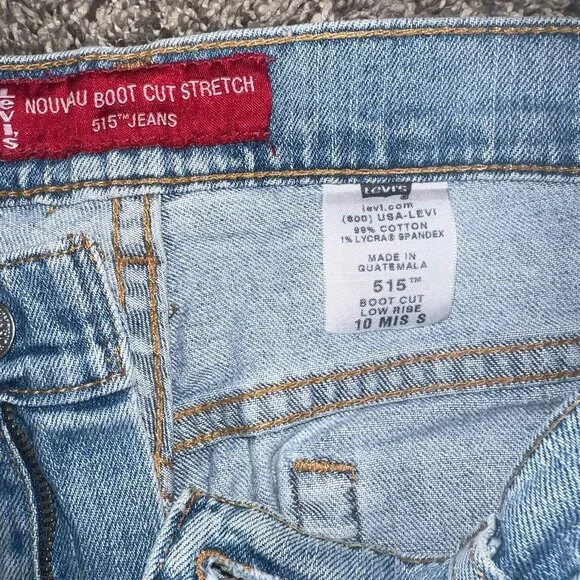 Levi's
NOUVAU BOOT CUT STRETCH
515™ JEANS
Levi's
levi.com
(800) USA-LEVI
99% COTTON
1% LYCRA® SPANDEX
MADE IN
GUATEMALA
515™
BOOT CUT
LOW RISE
10 MIS S